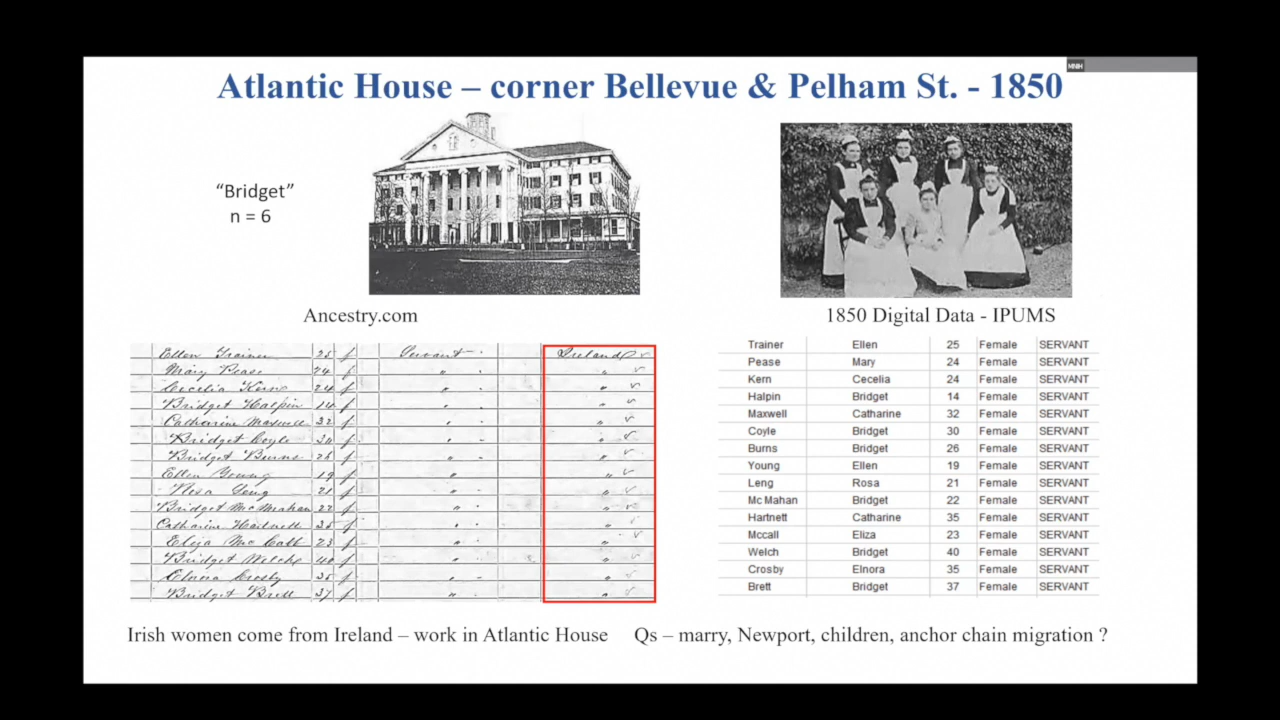 MNIH
Atlantic House – corner Bellevue & Pelham St. - 1850
“Bridget”
n = 6
Ancestry.com
1850 Digital Data - IPUMS
Ellen Trainer 25 f Servant Ireland
Mary Pease 24 f " "
Cecelia Kern 24 f " "
Bridget Halpin 14 f " "
Catharine Maxwell 32 f " "
Bridget Coyle 30 f " "
Bridget Burns 26 f " "
Ellen Young 19 f " "
Rosa Leng 21 f " "
Bridget McMahan 22 f " "
Catharine Hartnett 35 f " "
Eliza McCall 23 f " "
Bridget Welch 40 f " "
Elnora Crosby 35 f " "
Bridget Brett 37 f " "
Trainer Ellen 25 Female SERVANT
Pease Mary 24 Female SERVANT
Kern Cecelia 24 Female SERVANT
Halpin Bridget 14 Female SERVANT
Maxwell Catharine 32 Female SERVANT
Coyle Bridget 30 Female SERVANT
Burns Bridget 26 Female SERVANT
Young Ellen 19 Female SERVANT
Leng Rosa 21 Female SERVANT
Mc Mahan Bridget 22 Female SERVANT
Hartnett Catharine 35 Female SERVANT
Mccall Eliza 23 Female SERVANT
Welch Bridget 40 Female SERVANT
Crosby Elnora 35 Female SERVANT
Brett Bridget 37 Female SERVANT
Irish women come from Ireland – work in Atlantic House
Qs – marry, Newport, children, anchor chain migration ?